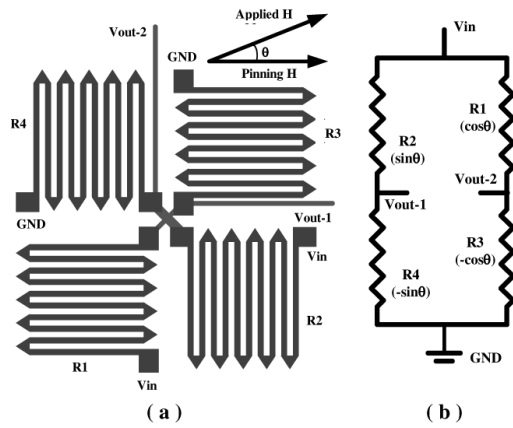 Applied H
Vout-2
θ
GND
Pinning H
R4
R3
GND
Vout-1
Vin
R2
R1
Vin
( a )
Vin
R2
(sinθ)
R1
(cosθ)
Vout-1
Vout-2
R4
(-sinθ)
R3
(-cosθ)
GND
( b )